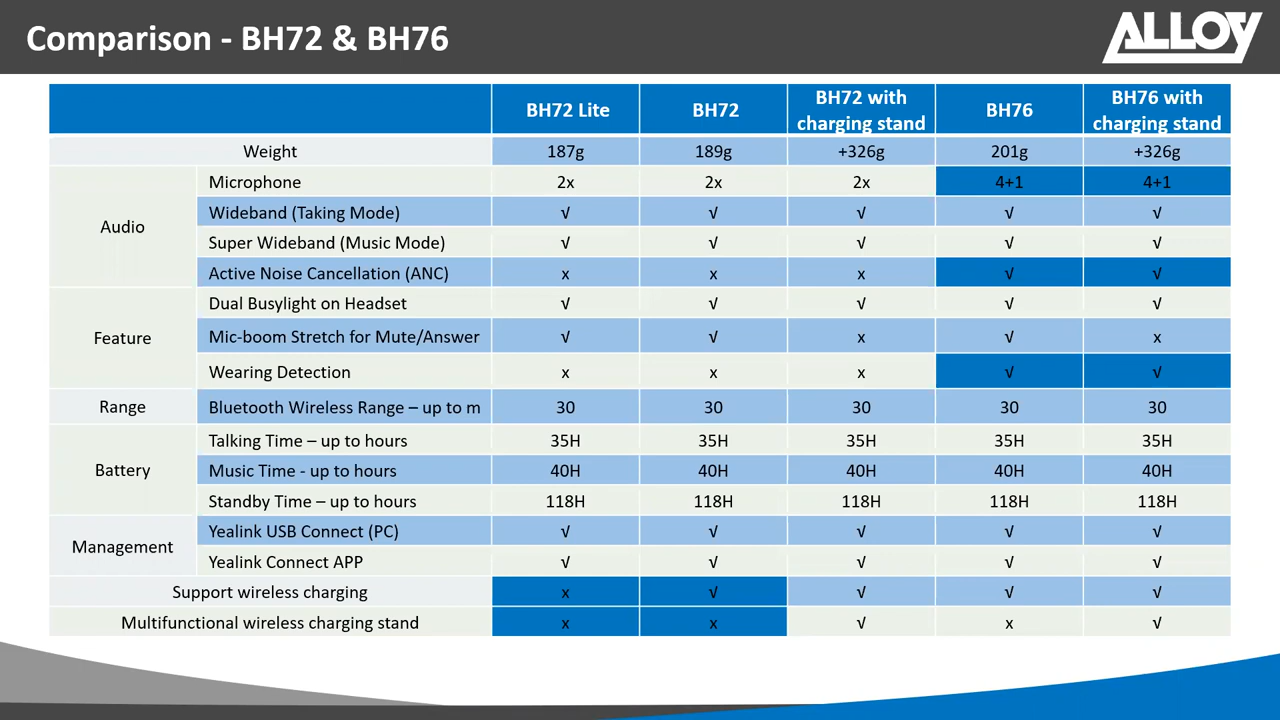 Comparison - BH72 & BH76
ALLOY
BH72 Lite BH72 BH72 with charging stand BH76 BH76 with charging stand
Weight 187g 189g +326g 201g +326g
Audio
Microphone 2x 2x 2x 4+1 4+1
Wideband (Taking Mode) √ √ √ √ √
Super Wideband (Music Mode) √ √ √ √ √
Active Noise Cancellation (ANC) x x x √ √
Feature
Dual Busylight on Headset √ √ √ √ √
Mic-boom Stretch for Mute/Answer √ √ x √ x
Wearing Detection x x x √ √
Range
Bluetooth Wireless Range – up to m 30 30 30 30 30
Battery
Talking Time – up to hours 35H 35H 35H 35H 35H
Music Time - up to hours 40H 40H 40H 40H 40H
Standby Time – up to hours 118H 118H 118H 118H 118H
Management
Yealink USB Connect (PC) √ √ √ √ √
Yealink Connect APP √ √ √ √ √
Support wireless charging x √ √ √ √
Multifunctional wireless charging stand x x √ x √